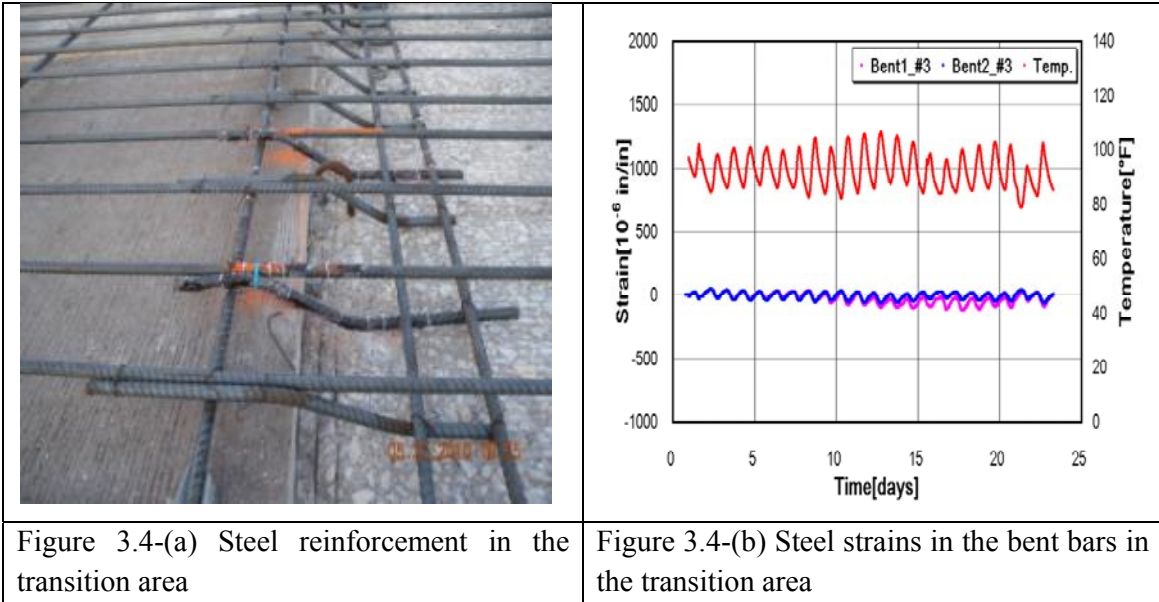 2000
1500
1000
500
0
-500
-1000
Strain[10⁻⁶ in/in]
Bent1_#3 Bent2_#3 Temp.
140
120
100
80
60
40
20
0
Temperature[°F]
0 5 10 15 20 25
Time[days]
Figure 3.4-(a) Steel reinforcement in the
transition area
Figure 3.4-(b) Steel strains in the bent bars in
the transition area